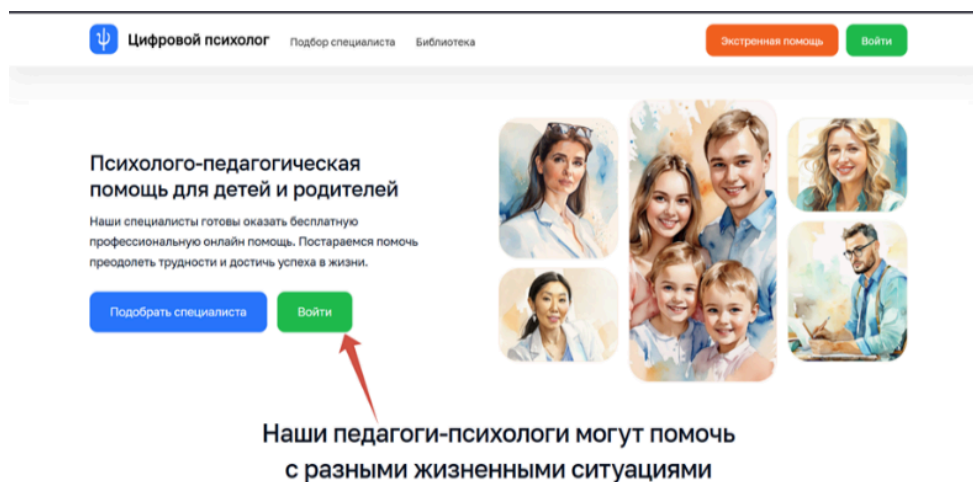 Цифровой психолог
Подбор специалиста
Библиотека
Экстренная помощь
Войти
Психолого-педагогическая
помощь для детей и родителей
Наши специалисты готовы оказать бесплатную
профессиональную онлайн помощь. Постараемся помочь
преодолеть трудности и достичь успеха в жизни.
Подобрать специалиста
Войти
Наши педагоги-психологи могут помочь
с разными жизненными ситуациями